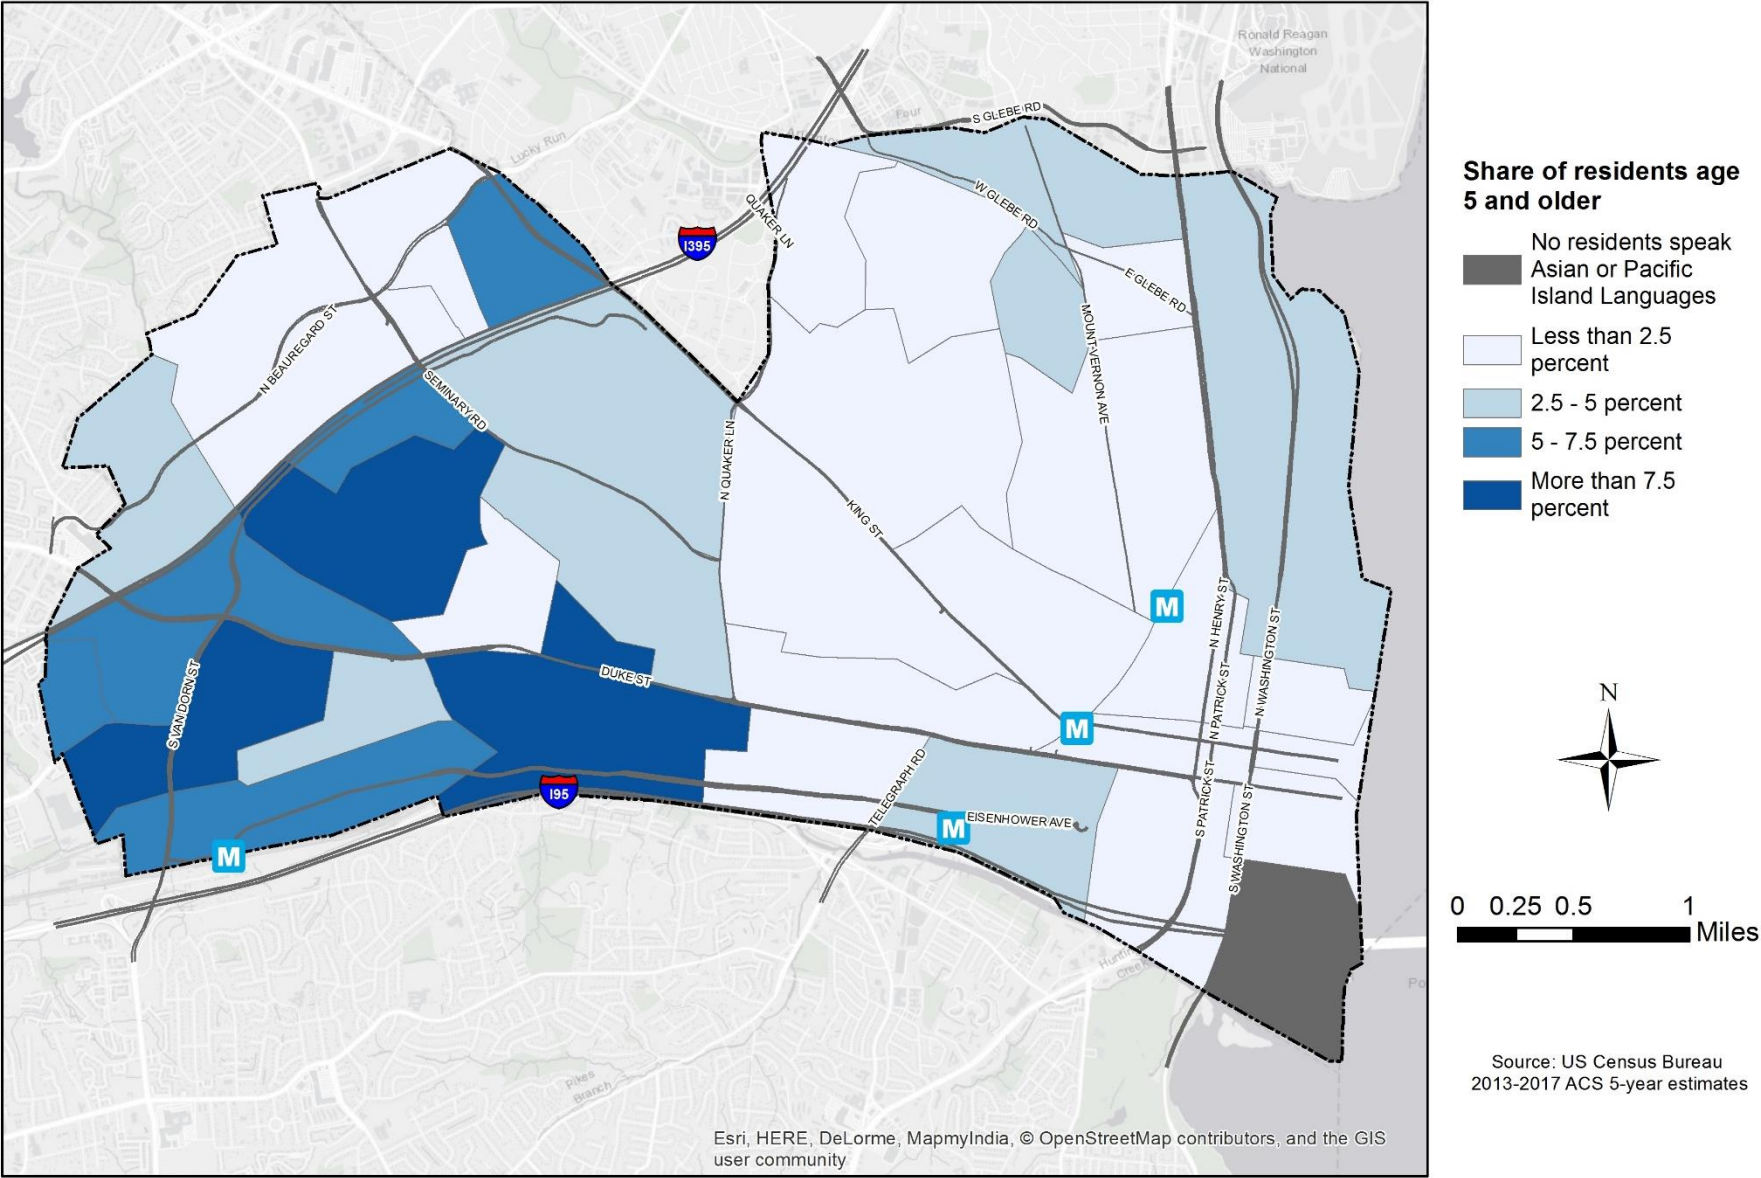 Ronald Reagan
Washington
National
Four
S GLEBE RD
Lucky Run
W GLEBE RD
QUAKER LN
I395
E GLEBE RD
N BEAUREGARD ST
MOUNT VERNON AVE
SEMINARY RD
N QUAKER LN
KING ST
M
N HENRY ST
N WASHINGTON ST
DUKE ST
S VAN DORN ST
N PATRICK ST
M
TELEGRAPH RD
I95
S PATRICK ST
EISENHOWER AVE
M
S WASHINGTON ST
M
Creek
Pikes
Branch
Esri, HERE, DeLorme, MapmyIndia, © OpenStreetMap contributors, and the GIS
user community
Share of residents age
5 and older
No residents speak
Asian or Pacific
Island Languages
Less than 2.5
percent
2.5 - 5 percent
5 - 7.5 percent
More than 7.5
percent
N
0 0.25 0.5 1
Miles
Source: US Census Bureau
2013-2017 ACS 5-year estimates